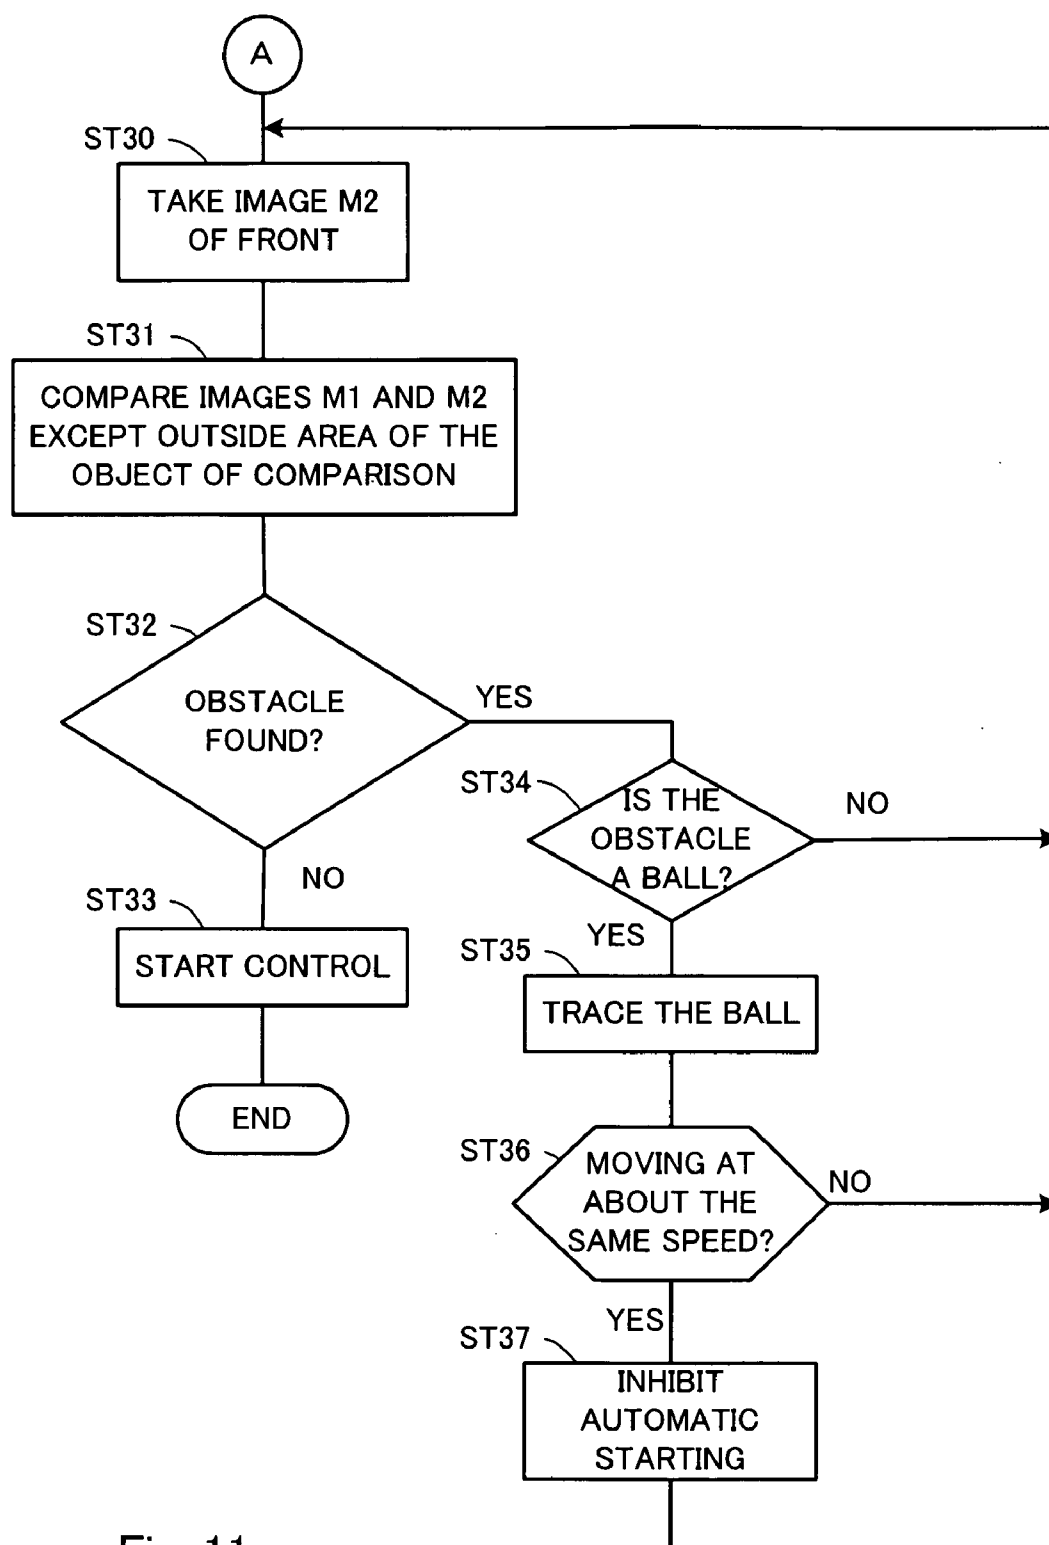 A
ST30
TAKE IMAGE M2
OF FRONT
ST31
COMPARE IMAGES M1 AND M2
EXCEPT OUTSIDE AREA OF THE
OBJECT OF COMPARISON
ST32
OBSTACLE
FOUND?
YES
NO
ST33
START CONTROL
END
ST34
IS THE
OBSTACLE
A BALL?
NO
YES
ST35
TRACE THE BALL
ST36
MOVING AT
ABOUT THE
SAME SPEED?
NO
YES
ST37
INHIBIT
AUTOMATIC
STARTING
Fig. 11